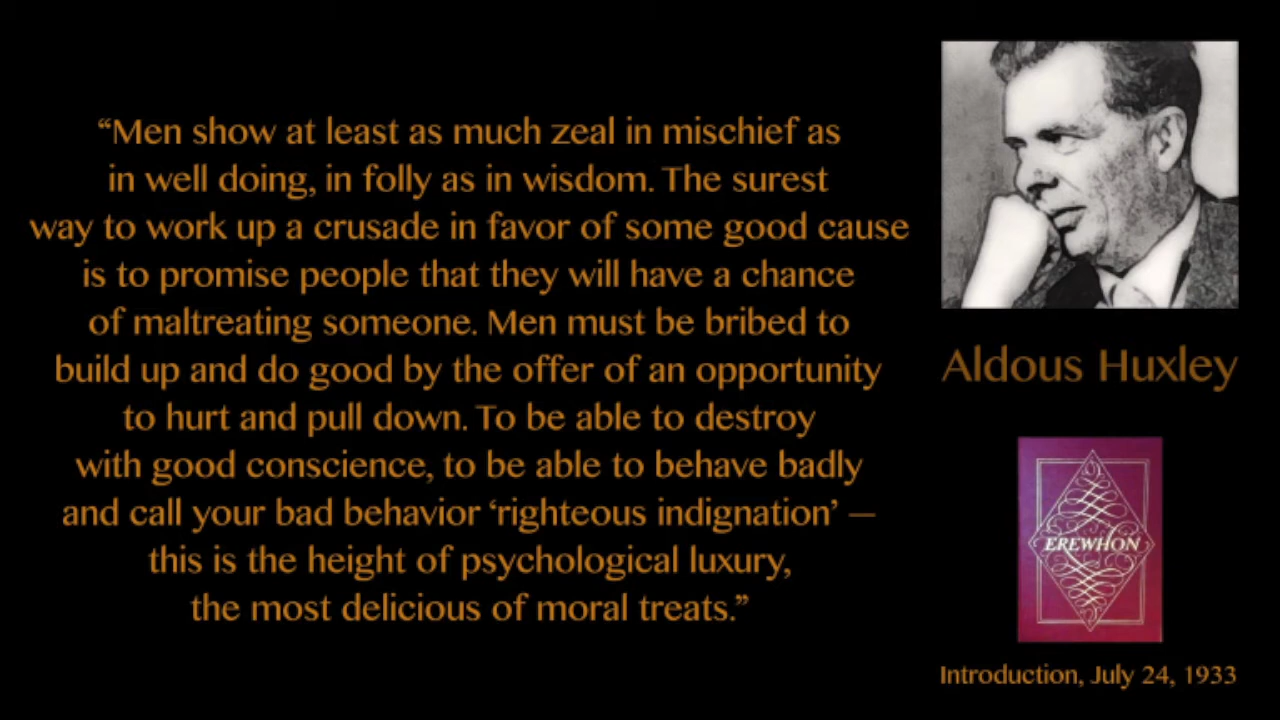 “Men show at least as much zeal in mischief as
in well doing, in folly as in wisdom. The surest
way to work up a crusade in favor of some good cause
is to promise people that they will have a chance
of maltreating someone. Men must be bribed to
build up and do good by the offer of an opportunity
to hurt and pull down. To be able to destroy
with good conscience, to be able to behave badly
and call your bad behavior ‘righteous indignation’ —
this is the height of psychological luxury,
the most delicious of moral treats.”
Aldous Huxley
EREWHON
Introduction, July 24, 1933